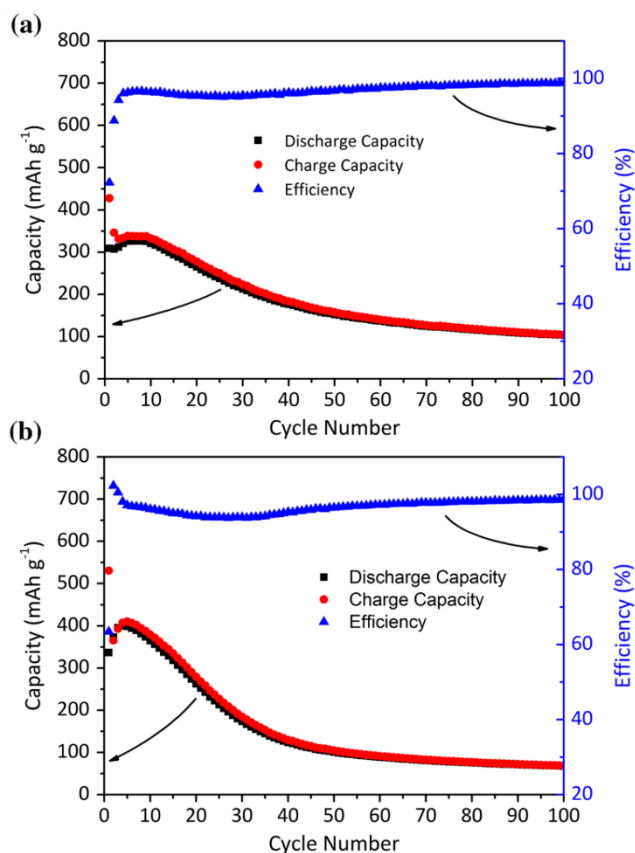 (a)
800
700
600
500
400
300
200
100
0
Capacity (mAh g-1)
Discharge Capacity
Charge Capacity
Efficiency
100
80
60
40
20
Efficiency (%)
0 10 20 30 40 50 60 70 80 90 100
Cycle Number
(b)
800
700
600
500
400
300
200
100
0
Capacity (mAh g-1)
Discharge Capacity
Charge Capacity
Efficiency
100
80
60
40
20
Efficiency (%)
0 10 20 30 40 50 60 70 80 90 100
Cycle Number